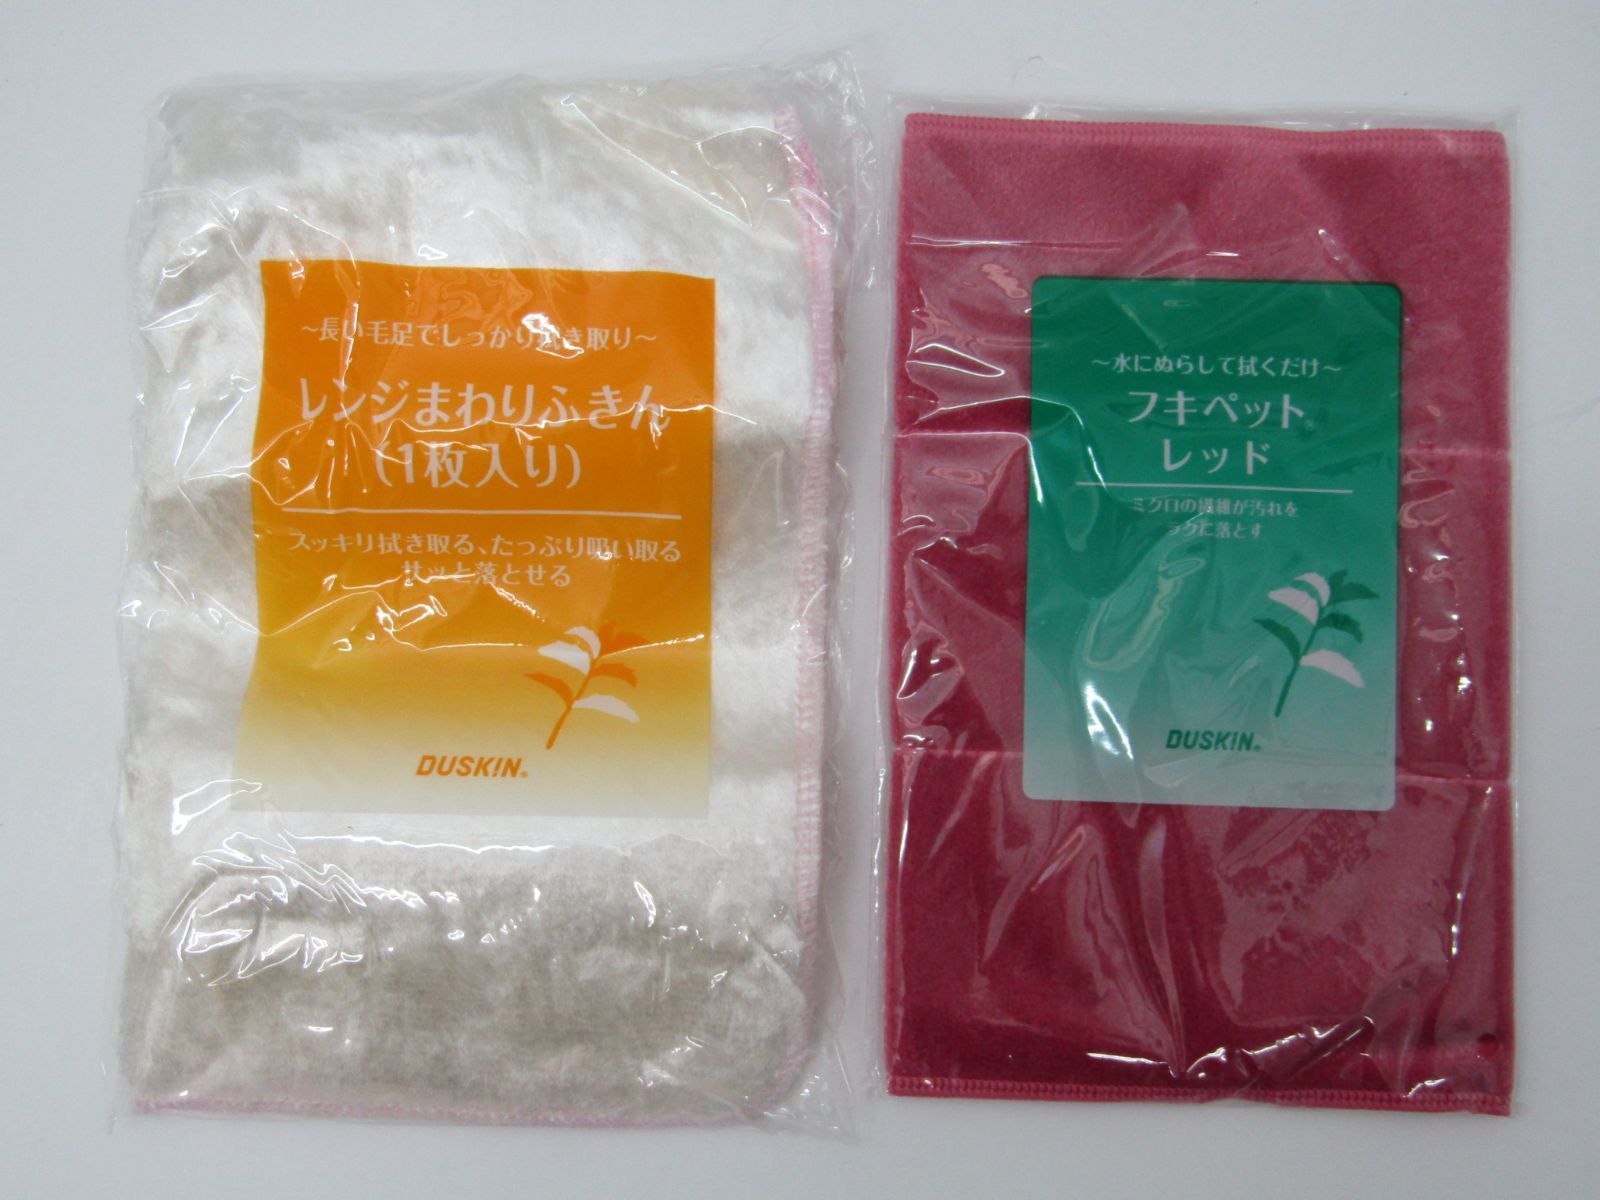 ～長い毛足でしっかり拭き取り～
レンジまわりふきん
(1枚入り)
スッキリ拭き取る、たっぷり吸い取る
サッと落とせる
DUSKIN®
～水にぬらして拭くだけ～
フキペット®
レッド
ミクロの繊維が汚れを
ラクに落とす
DUSKIN®